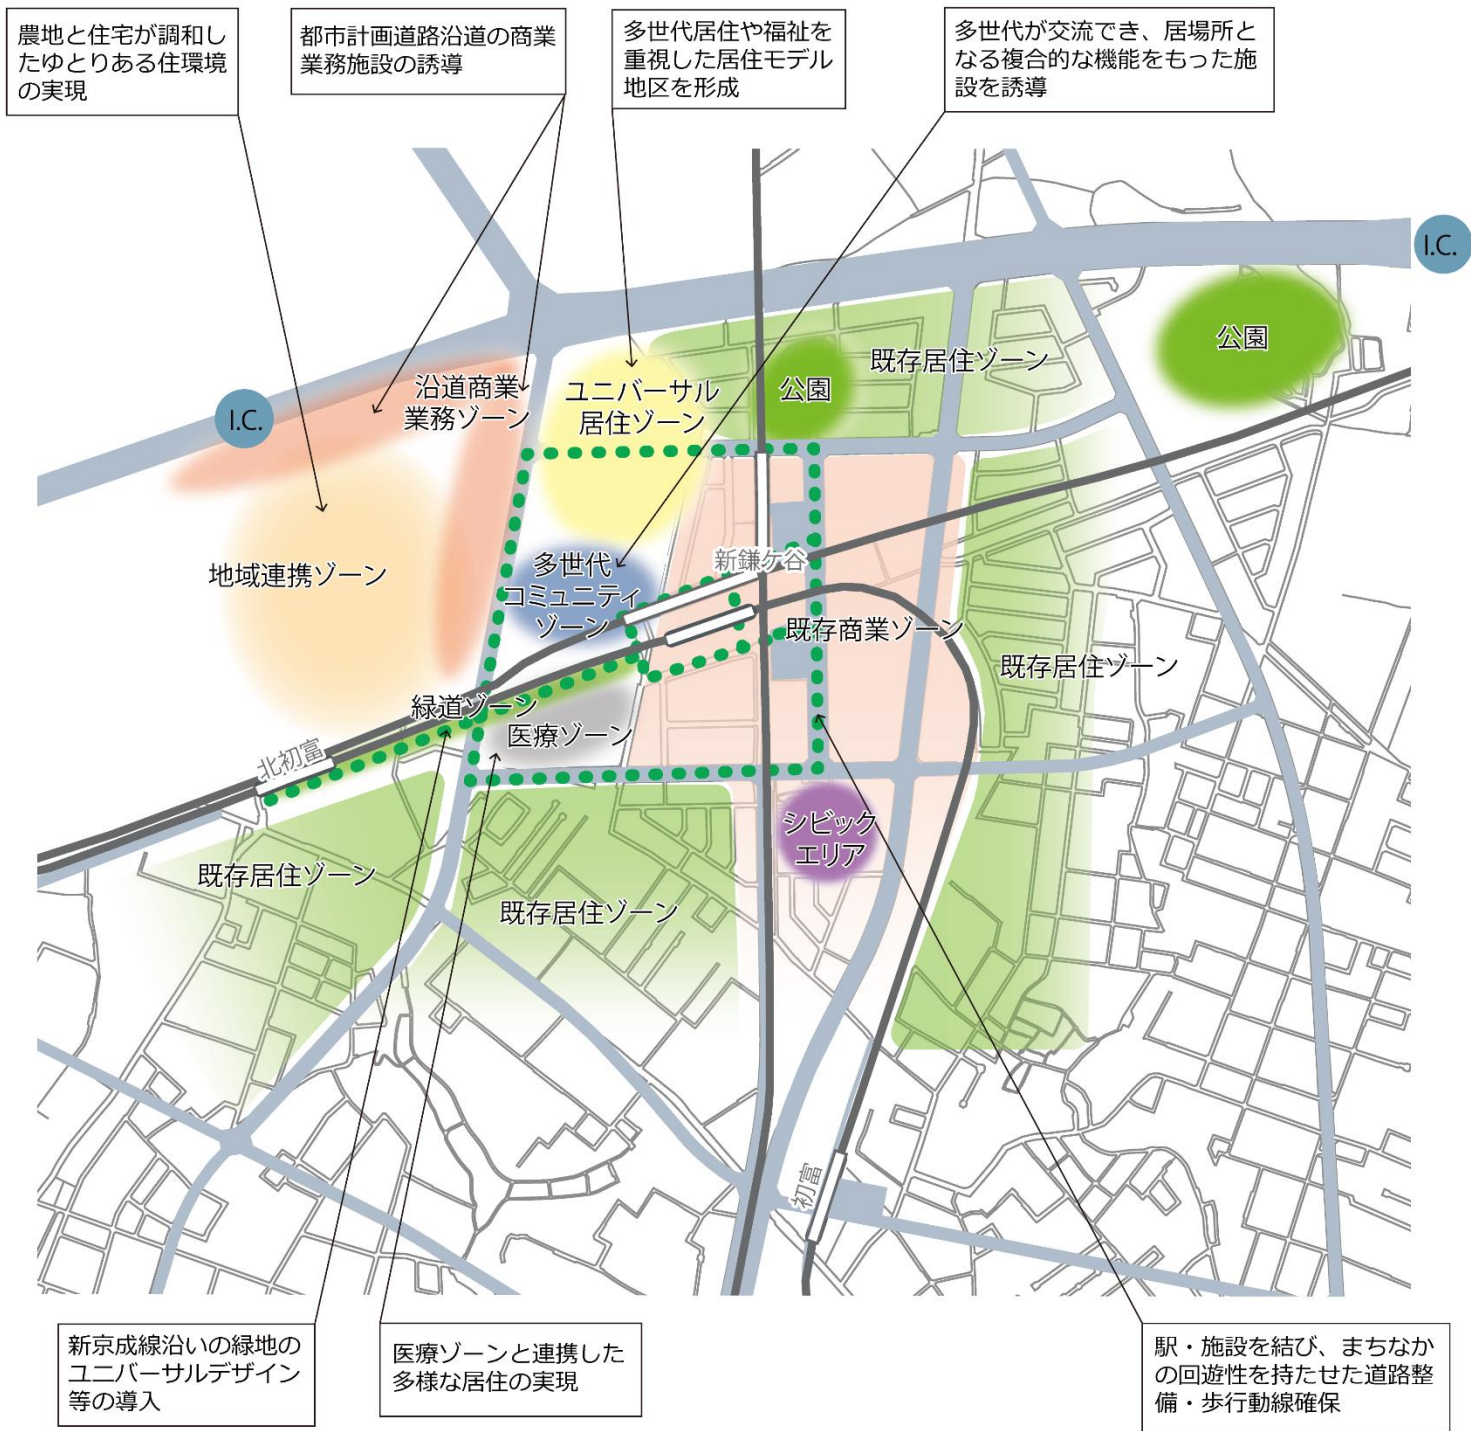 農地と住宅が調和し
たゆとりある住環境
の実現
都市計画道路沿道の商業
業務施設の誘導
多世代居住や福祉を
重視した居住モデル
地区を形成
多世代が交流でき、居場所と
なる複合的な機能をもった施
設を誘導
I.C.
公園
既存居住ゾーン
公園
沿道商業
業務ゾーン
ユニバーサル
居住ゾーン
I.C.
新鎌ケ谷
多世代
コミュニティ
ゾーン
地域連携ゾーン
既存商業ゾーン
既存居住ゾーン
緑道ゾーン
医療ゾーン
北初富
シビック
エリア
既存居住ゾーン
既存居住ゾーン
初富
新京成線沿いの緑地の
ユニバーサルデザイン
等の導入
医療ゾーンと連携した
多様な居住の実現
駅・施設を結び、まちなか
の回遊性を持たせた道路整
備・歩行動線確保